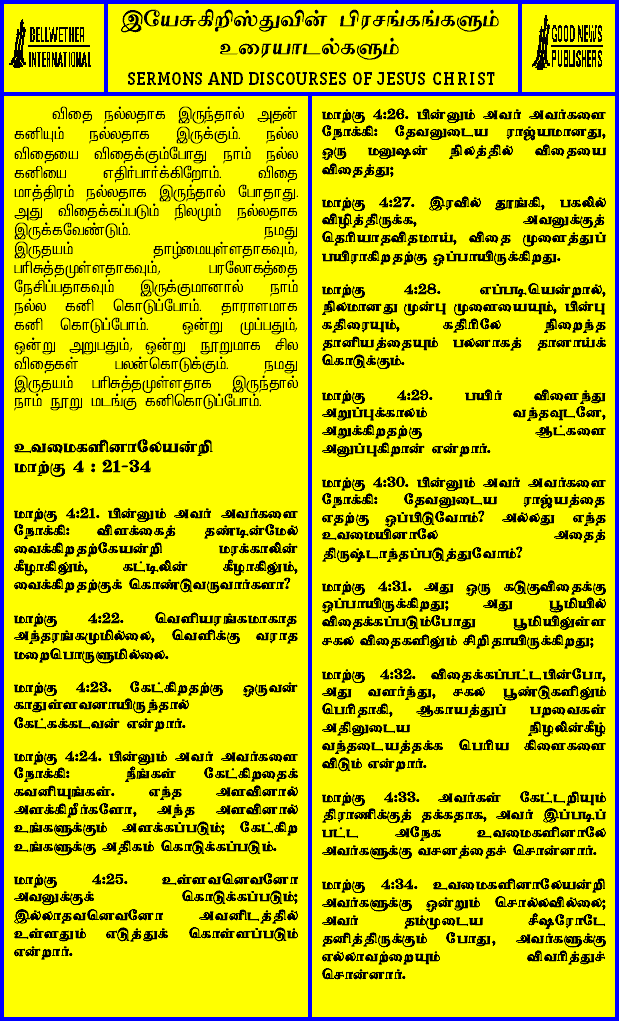 BELLWETHER
INTERNATIONAL
இயேசுகிறிஸ்துவின் பிரசங்கங்களும்
உரையாடல்களும்
SERMONS AND DISCOURSES OF JESUS CHRIST
GOOD NEWS
PUBLISHERS
விதை நல்லதாக இருந்தால் அதன்
கனியும் நல்லதாக இருக்கும். நல்ல
விதையை விதைக்கும்போது நாம் நல்ல
கனியை எதிர்பார்க்கிறோம். விதை
மாத்திரம் நல்லதாக இருந்தால் போதாது.
அது விதைக்கப்படும் நிலமும் நல்லதாக
இருக்கவேண்டும். நமது
இருதயம் தாழ்மையுள்ளதாகவும்,
பரிசுத்தமுள்ளதாகவும், பரலோகத்தை
நேசிப்பதாகவும் இருக்குமானால் நாம்
நல்ல கனி கொடுப்போம். தாராளமாக
கனி கொடுப்போம். ஒன்று முப்பதும்,
ஒன்று அறுபதும், ஒன்று நூறுமாக சில
விதைகள் பலன்கொடுக்கும். நமது
இருதயம் பரிசுத்தமுள்ளதாக இருந்தால்
நாம் நூறு மடங்கு கனிகொடுப்போம்.
உவமைகளினாலேயன்றி
மாற்கு 4 : 21-34
மாற்கு 4:21. பின்னும் அவர் அவர்களை
நோக்கி: விளக்கைத் தண்டின்மேல்
வைக்கிறதற்கேயன்றி மரக்காலின்
கீழாகிலும், கட்டிலின் கீழாகிலும்,
வைக்கிறதற்குக் கொண்டுவருவார்களா?
மாற்கு 4:22. வெளியரங்கமாகாத
அந்தரங்கமுமில்லை, வெளிக்கு வராத
மறைபொருளுமில்லை.
மாற்கு 4:23. கேட்கிறதற்கு ஒருவன்
காதுள்ளவனாயிருந்தால்
கேட்கக்கடவன் என்றார்.
மாற்கு 4:24. பின்னும் அவர் அவர்களை
நோக்கி: நீங்கள் கேட்கிறதைக்
கவனியுங்கள். எந்த அளவினால்
அளக்கிறீர்களோ, அந்த அளவினால்
உங்களுக்கும் அளக்கப்படும்; கேட்கிற
உங்களுக்கு அதிகம் கொடுக்கப்படும்.
மாற்கு 4:25. உள்ளவனெவனோ
அவனுக்குக் கொடுக்கப்படும்;
இல்லாதவனெவனோ அவனிடத்தில்
உள்ளதும் எடுத்துக் கொள்ளப்படும்
என்றார்.
மாற்கு 4:26. பின்னும் அவர் அவர்களை
நோக்கி: தேவனுடைய ராஜ்யமானது,
ஒரு மனுஷன் நிலத்தில் விதையை
விதைத்து;
மாற்கு 4:27. இரவில் தூங்கி, பகலில்
விழித்திருக்க, அவனுக்குத்
தெரியாதவிதமாய், விதை முளைத்துப்
பயிராகிறதற்கு ஒப்பாயிருக்கிறது.
மாற்கு 4:28. எப்படியென்றால்,
நிலமானது முன்பு முளையையும், பின்பு
கதிரையும், கதிரிலே நிறைந்த
தானியத்தையும் பலனாகத் தானாய்க்
கொடுக்கும்.
மாற்கு 4:29. பயிர் விளைந்து
அறுப்புக்காலம் வந்தவுடனே,
அறுக்கிறதற்கு ஆட்களை
அனுப்புகிறான் என்றார்.
மாற்கு 4:30. பின்னும் அவர் அவர்களை
நோக்கி: தேவனுடைய ராஜ்யத்தை
எதற்கு ஒப்பிடுவோம்? அல்லது எந்த
உவமையினாலே அதைத்
திருஷ்டாந்தப்படுத்துவோம்?
மாற்கு 4:31. அது ஒரு கடுகுவிதைக்கு
ஒப்பாயிருக்கிறது; அது பூமியில்
விதைக்கப்படும்போது பூமியிலுள்ள
சகல விதைகளிலும் சிறிதாயிருக்கிறது;
மாற்கு 4:32. விதைக்கப்பட்டபின்போ,
அது வளர்ந்து, சகல பூண்டுகளிலும்
பெரிதாகி, ஆகாயத்துப் பறவைகள்
அதினுடைய நிழலின்கீழ்
வந்தடையத்தக்க பெரிய கிளைகளை
விடும் என்றார்.
மாற்கு 4:33. அவர்கள் கேட்டறியும்
திராணிக்குத் தக்கதாக, அவர் இப்படிப்
பட்ட அநேக உவமைகளினாலே
அவர்களுக்கு வசனத்தைச் சொன்னார்.
மாற்கு 4:34. உவமைகளினாலேயன்றி
அவர்களுக்கு ஒன்றும் சொல்லவில்லை;
அவர் தம்முடைய சீஷரோடே
தனித்திருக்கும் போது, அவர்களுக்கு
எல்லாவற்றையும் விவரித்துச்
சொன்னார்.